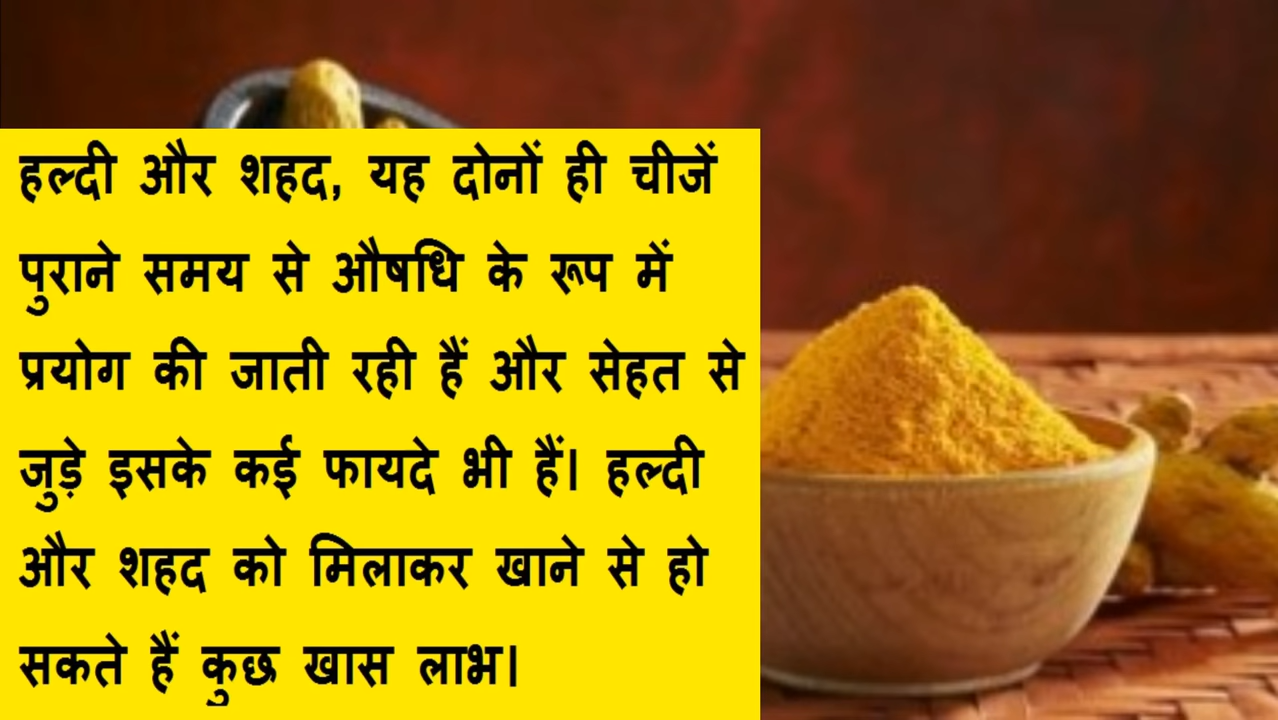 हल्दी और शहद, यह दोनों ही चीजें
पुराने समय से औषधि के रूप में
प्रयोग की जाती रही हैं और सेहत से
जुड़े इसके कई फायदे भी हैं। हल्दी
और शहद को मिलाकर खाने से हो
सकते हैं कुछ खास लाभ।